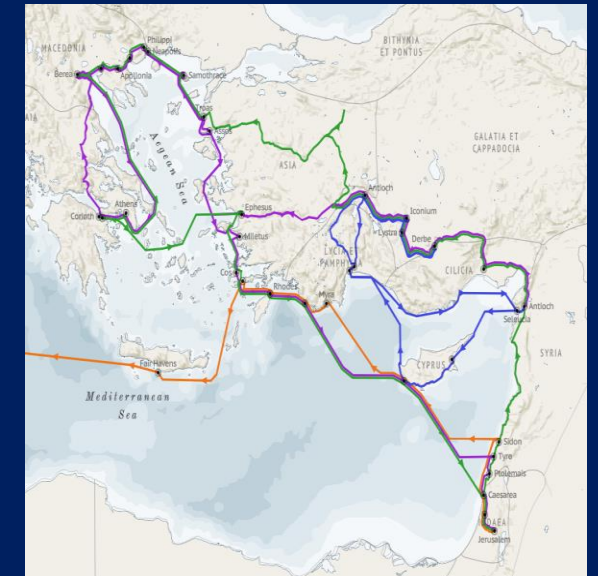 Philippi
Neapolis
MACEDONIA
BITHYNIA
ET PONTUS
Berea
Apollonia
Samothrace
Troas
Assos
Aegean
Sea
ASIA
GALATIA ET
CAPPADOCIA
Antioch
Iconium
Athens
Corinth
Ephesus
Lystra
Derbe
Miletus
LYCIA ET
PAMPHYLIA
CILICIA
Cos
Rhodes
Myra
Antioch
Seleucia
SYRIA
CYPRUS
Fair Havens
Mediterranean
Sea
Sidon
Tyre
Ptolemais
Caesarea
Jerusalem